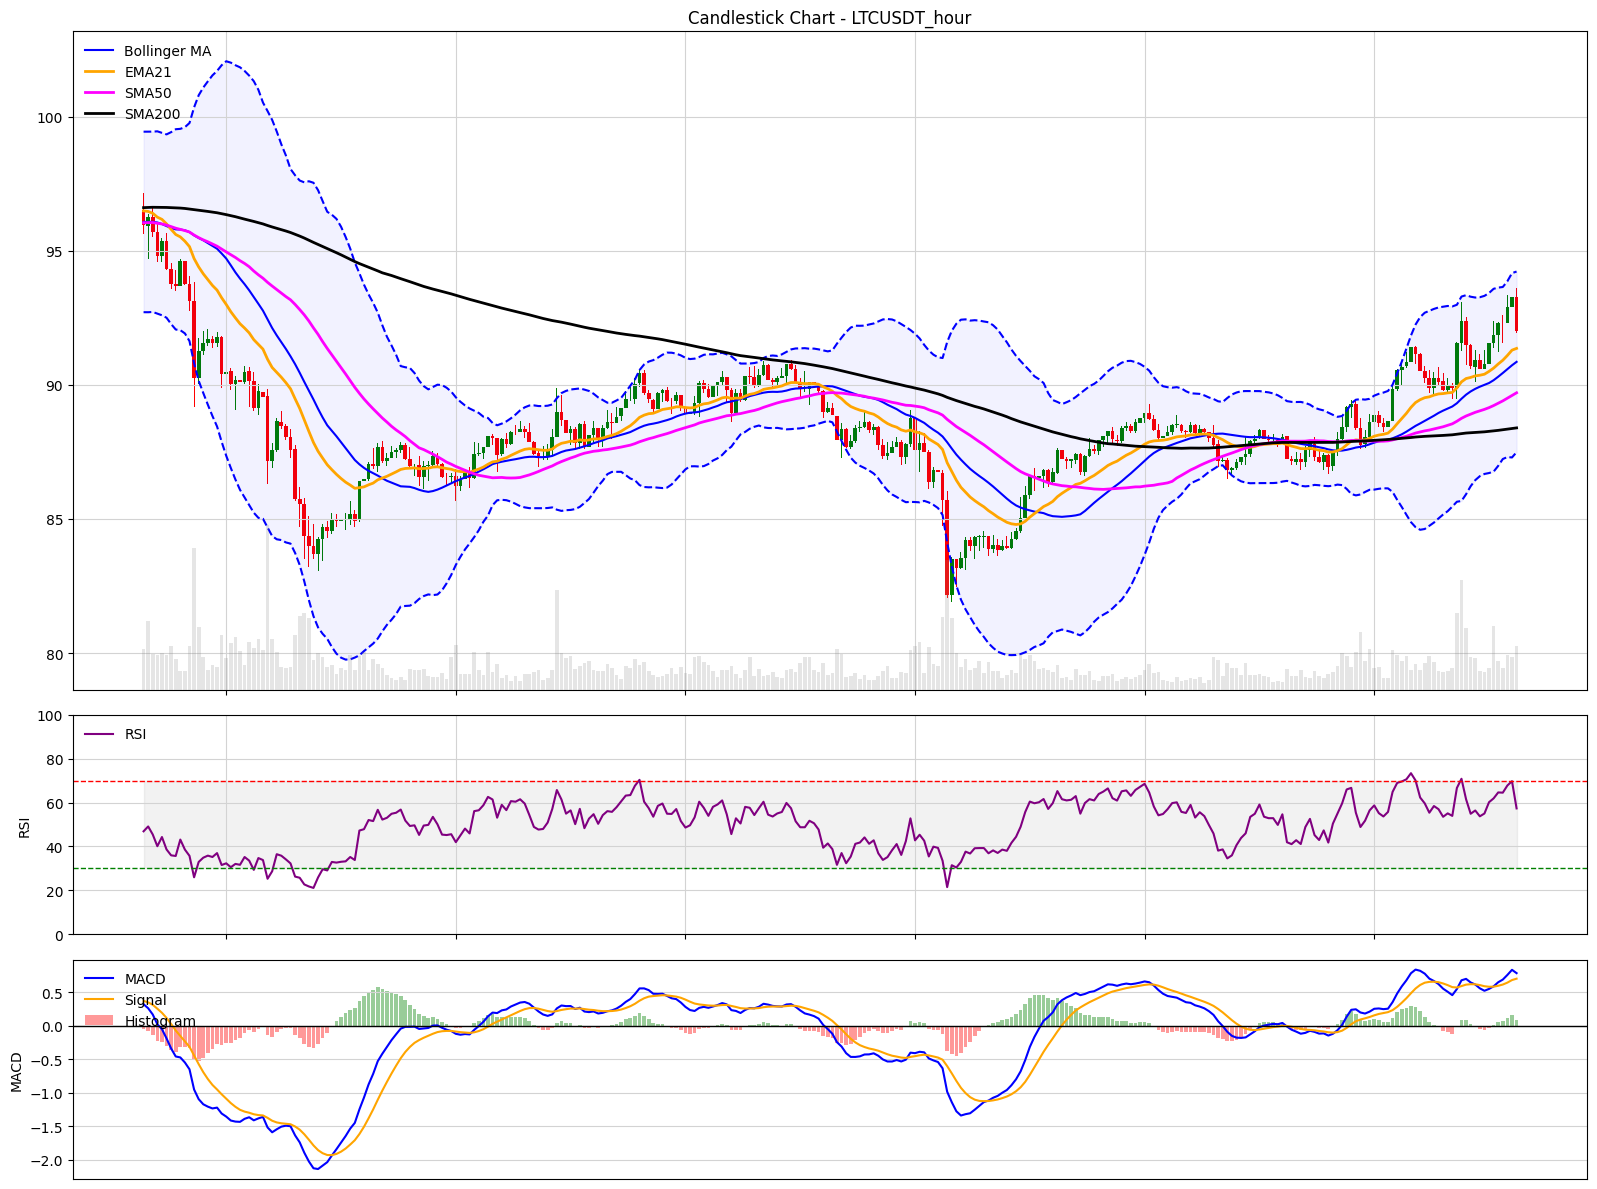 Candlestick Chart - LTCUSDT_hour
Bollinger MA
EMA21
SMA50
SMA200
100
95
90
85
80
RSI
100
80
60
40
20
0
RSI
MACD
Signal
Histogram
0.5
0.0
−0.5
−1.0
−1.5
−2.0
MACD